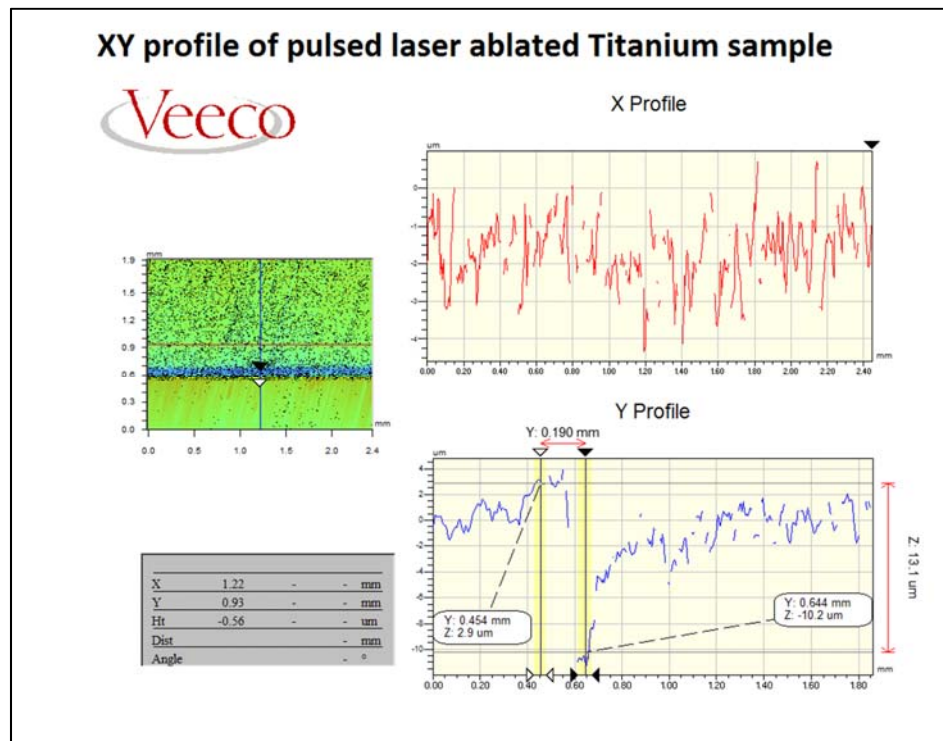 XY profile of pulsed laser ablated Titanium sample
Veeco
X Profile
um
0
-1
-2
-3
-4
mm
0.00 0.20 0.40 0.60 0.80 1.00 1.20 1.40 1.60 1.80 2.00 2.20 2.40
mm
1.9
1.5
1.2
0.9
0.6
0.3
0.0
mm
0.0 0.5 1.0 1.5 2.0 2.4
Y Profile
Y: 0.190 mm
um
4
2
0
-2
-4
-6
-8
-10
Z: 13.1 um
Y: 0.454 mm
Z: 2.9 um
Y: 0.644 mm
Z: -10.2 um
mm
0.00 0.20 0.40 0.60 0.80 1.00 1.20 1.40 1.60 1.80
X 1.22 - - mm
Y 0.93 - - mm
Ht -0.56 - - um
Dist - mm
Angle - °